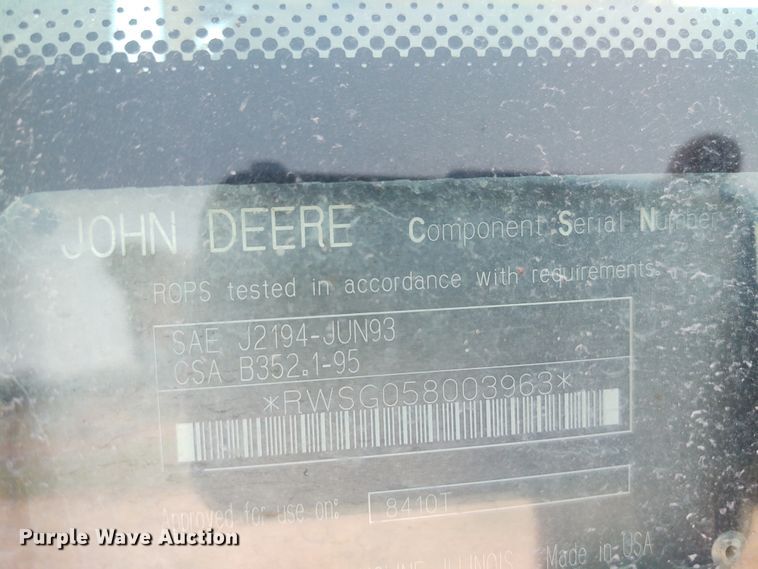 JOHN DEERE Component Serial Number
ROPS tested in accordance with requirements:
SAE J2194-JUN93
CSA B352.1-95
*RWSG058003963*
Approved for use on: 8410T
ILLINOIS Made in USA
Purple Wave Auction